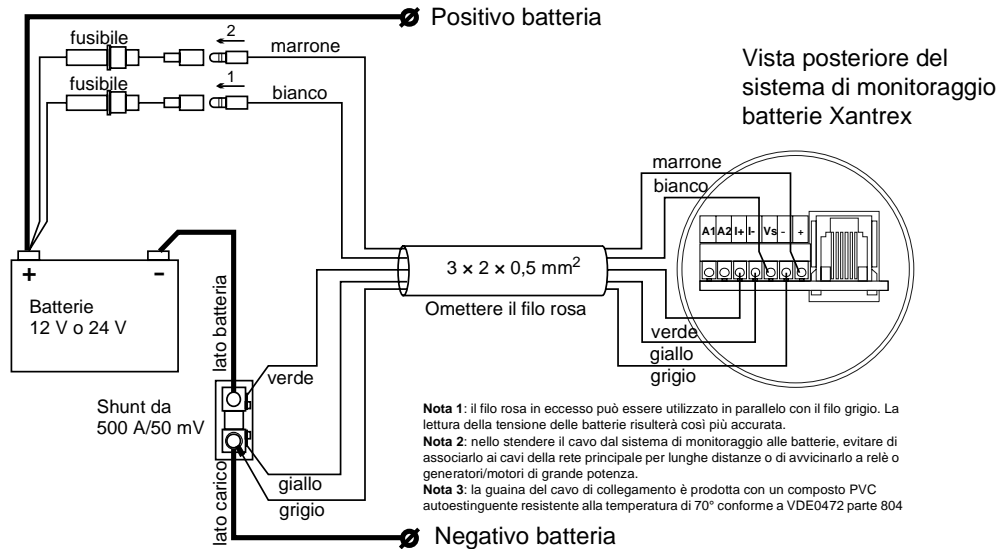 Positivo batteria
fusibile
2
marrone
fusibile
1
bianco
Vista posteriore del
sistema di monitoraggio
batterie Xantrex
marrone
bianco
A1 A2 I+ I- Vs - +
+ -
Batterie
12 V o 24 V
lato batteria
3 × 2 × 0,5 mm²
Omettere il filo rosa
verde
giallo
grigio
verde
Shunt da
500 A/50 mV
lato carico
giallo
grigio
Nota 1: il filo rosa in eccesso può essere utilizzato in parallelo con il filo grigio. La
lettura della tensione delle batterie risulterà così più accurata.
Nota 2: nello stendere il cavo dal sistema di monitoraggio alle batterie, evitare di
associarlo ai cavi della rete principale per lunghe distanze o di avvicinarlo a relè o
generatori/motori di grande potenza.
Nota 3: la guaina del cavo di collegamento è prodotta con un composto PVC
autoestinguente resistente alla temperatura di 70° conforme a VDE0472 parte 804
Negativo batteria